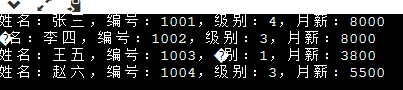 姓名：张三，编号：1001，级别：4，月薪：8000
�名：李四，编号：1002，级别：3，月薪：8000
姓名：王五，编号：1003，�别：1，月薪：3800
姓名：赵六，编号：1004，级别：3，月薪：5500